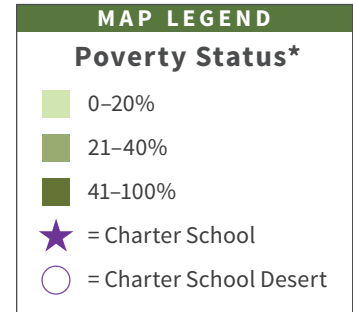 MAP LEGEND
Poverty Status*
0–20%
21–40%
41–100%
= Charter School
= Charter School Desert